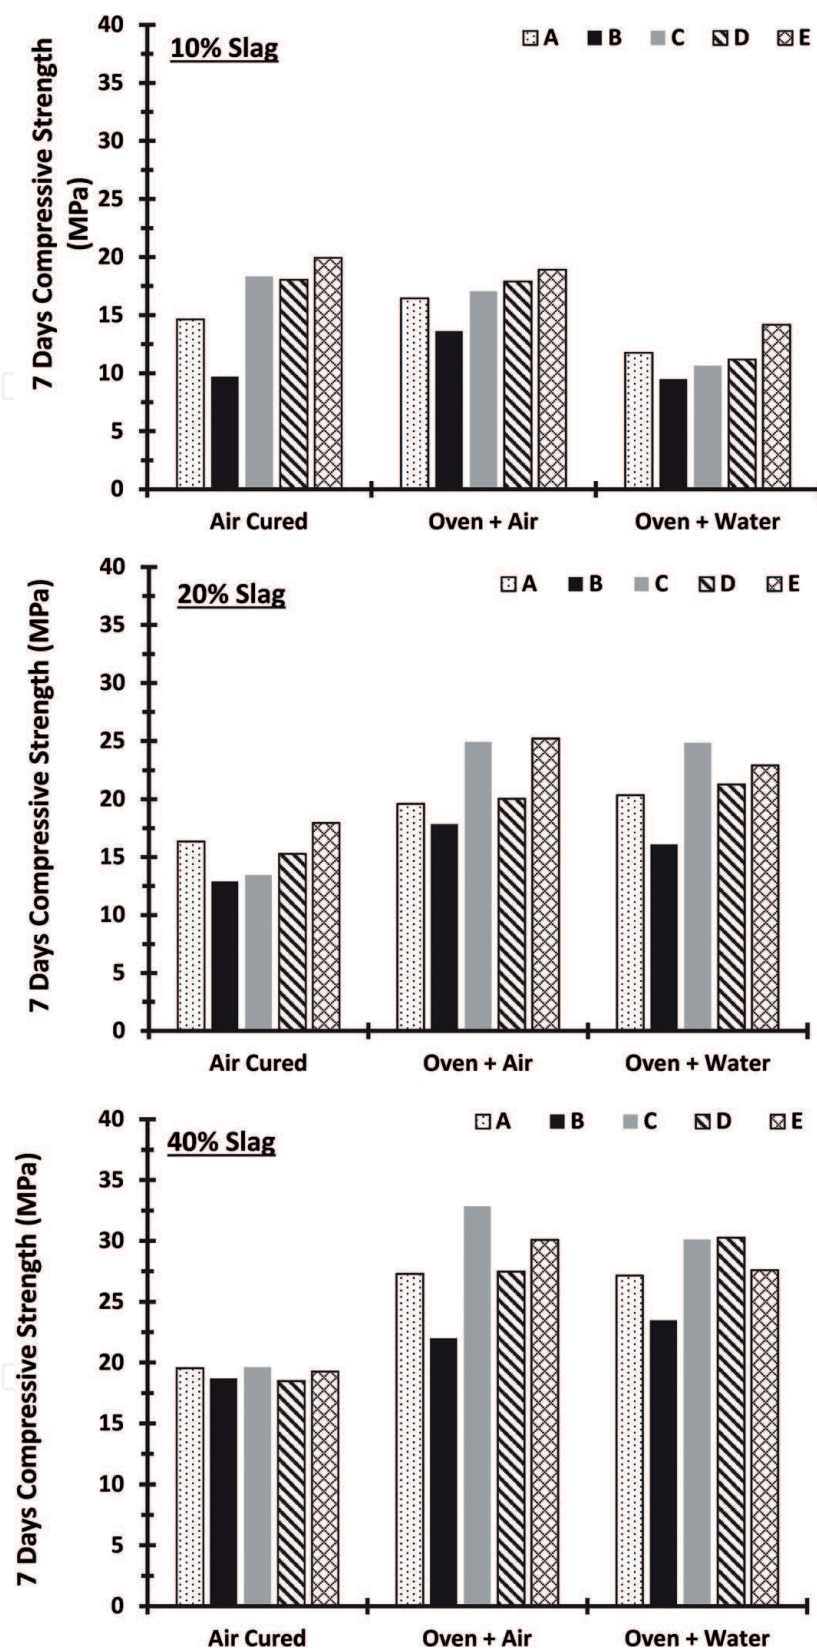 10% Slag
A B C D E
7 Days Compressive Strength
(MPa)
40
35
30
25
20
15
10
5
0
Air Cured Oven + Air Oven + Water
20% Slag
A B C D E
7 Days Compressive Strength (MPa)
40
35
30
25
20
15
10
5
0
Air Cured Oven + Air Oven + Water
40% Slag
A B C D E
7 Days Compressive Strength (MPa)
40
35
30
25
20
15
10
5
0
Air Cured Oven + Air Oven + Water